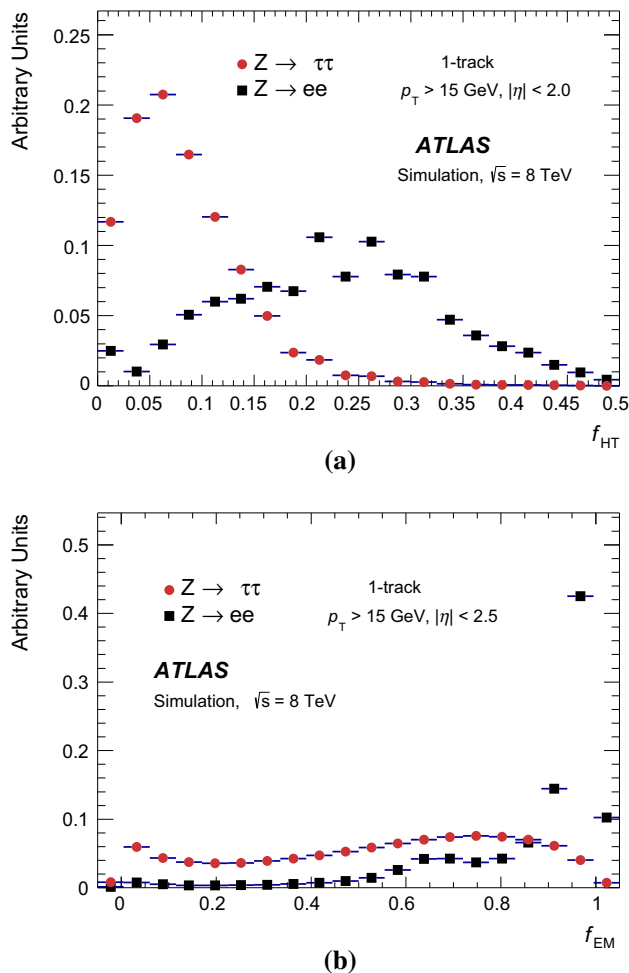 Arbitrary Units
0.25
0.2
0.15
0.1
0.05
0
Z → ττ
Z → ee
1-track
p_T > 15 GeV, |η| < 2.0
ATLAS
Simulation, √s = 8 TeV
0 0.05 0.1 0.15 0.2 0.25 0.3 0.35 0.4 0.45 0.5
f_HT
(a)
Arbitrary Units
0.5
0.4
0.3
0.2
0.1
0
Z → ττ
Z → ee
1-track
p_T > 15 GeV, |η| < 2.5
ATLAS
Simulation, √s = 8 TeV
0 0.2 0.4 0.6 0.8 1
f_EM
(b)